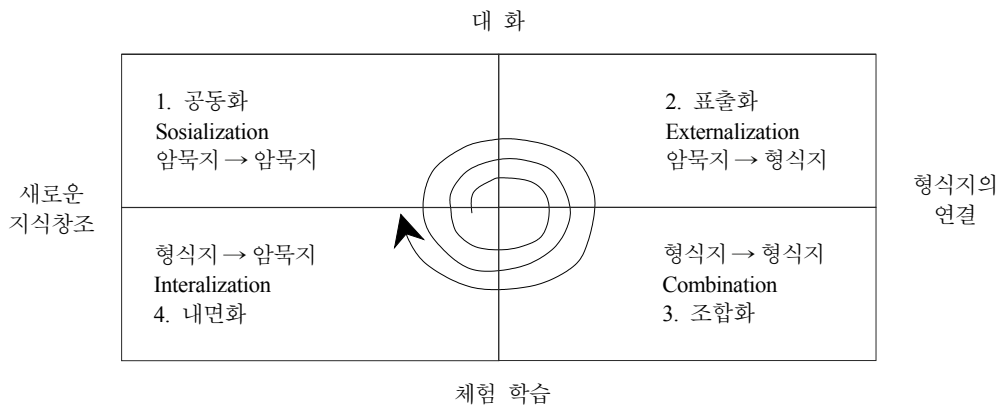 대 화
1. 공동화
Sosialization
암묵지 → 암묵지
2. 표출화
Externalization
암묵지 → 형식지
새로운
지식창조
형식지의
연결
형식지 → 암묵지
Interalization
4. 내면화
형식지 → 형식지
Combination
3. 조합화
체험 학습